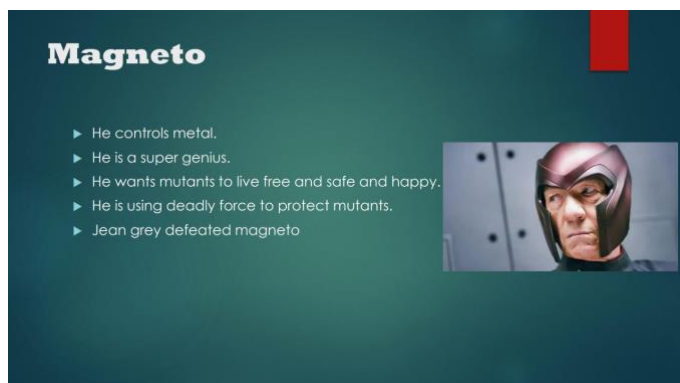 Magneto
He controls metal.
He is a super genius.
He wants mutants to live free and safe and happy.
He is using deadly force to protect mutants.
Jean grey defeated magneto